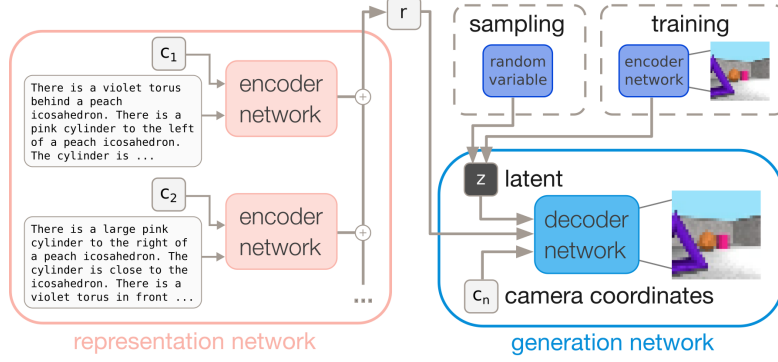 r
sampling
training
random
variable
encoder
network
c1
There is a violet torus
behind a peach
icosahedron. There is a
pink cylinder to the left
of a peach icosahedron.
The cylinder is ...
encoder
network
+
c2
There is a large pink
cylinder to the right of
a peach icosahedron. The
cylinder is close to the
icosahedron. There is a
violet torus in front ...
encoder
network
+
...
representation network
z
latent
decoder
network
cn
camera coordinates
generation network